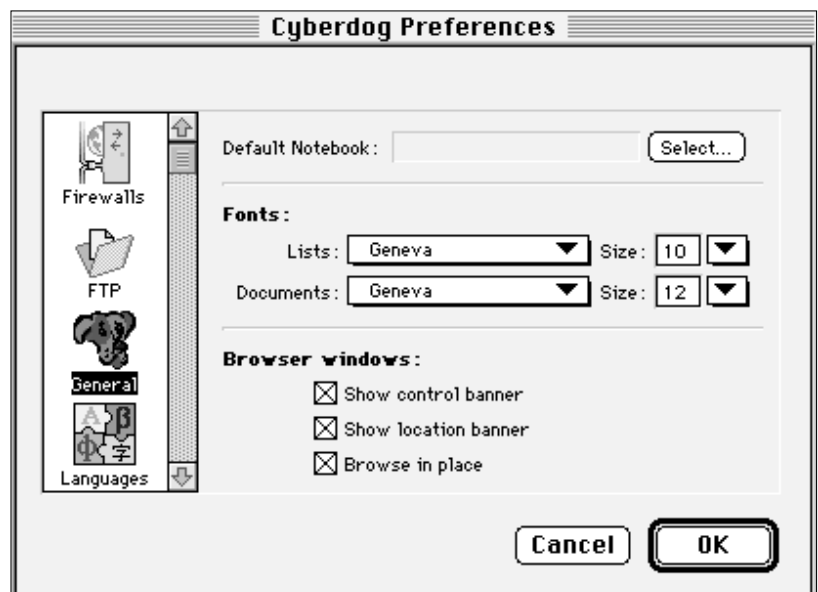 Cyberdog Preferences
Firewalls
FTP
General
A β
ф 字
Languages
Default Notebook: Select...
Fonts:
Lists: Geneva Size: 10
Documents: Geneva Size: 12
Browser windows:
Show control banner
Show location banner
Browse in place
Cancel OK